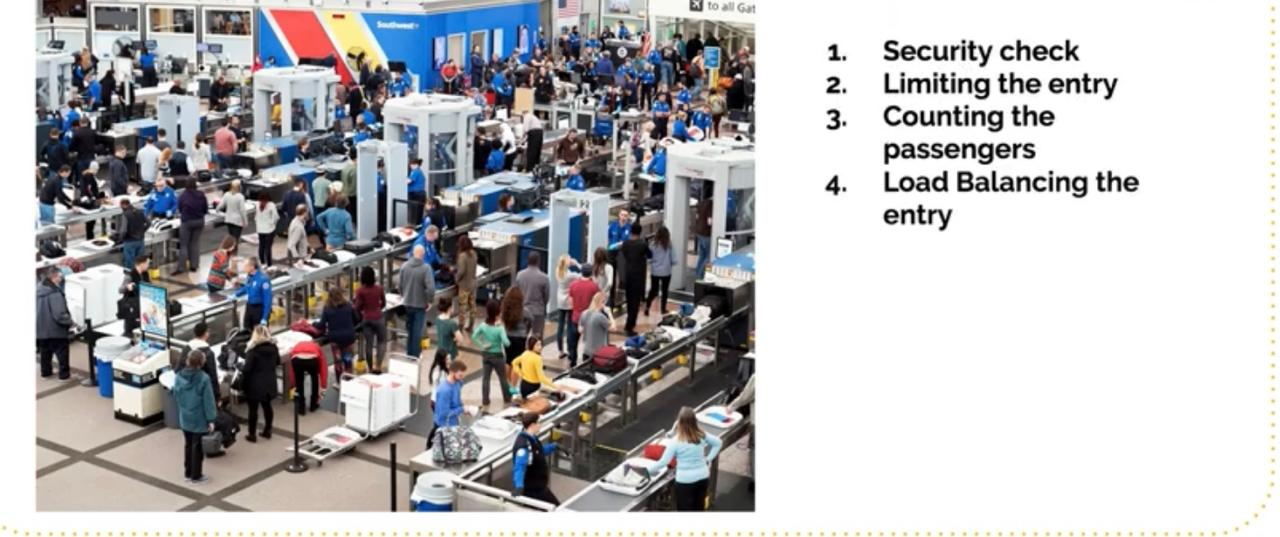 Southwest
to all Gat
1. Security check
2. Limiting the entry
3. Counting the
passengers
4. Load Balancing the
entry